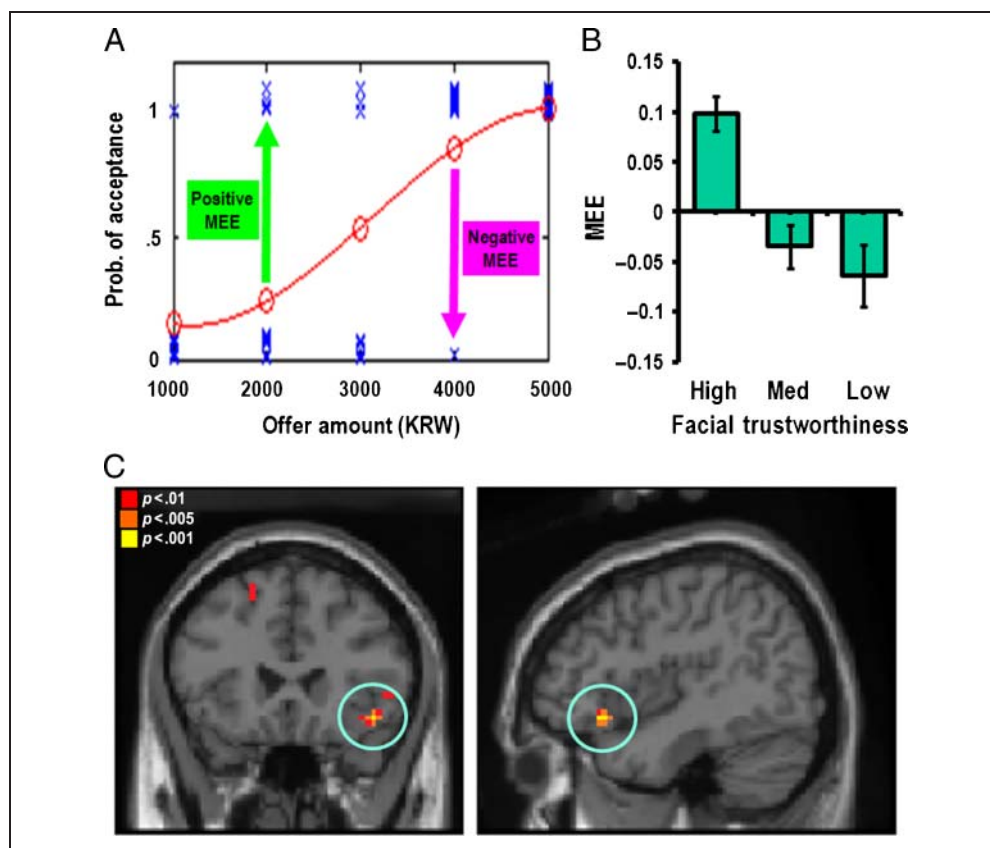 A
Prob. of acceptance
1
.5
0
Positive
MEE
Negative
MEE
1000 2000 3000 4000 5000
Offer amount (KRW)
B
MEE
0.15
0.1
0.05
0
−0.05
−0.1
−0.15
High Med Low
Facial trustworthiness
C
p<.01
p<.005
p<.001